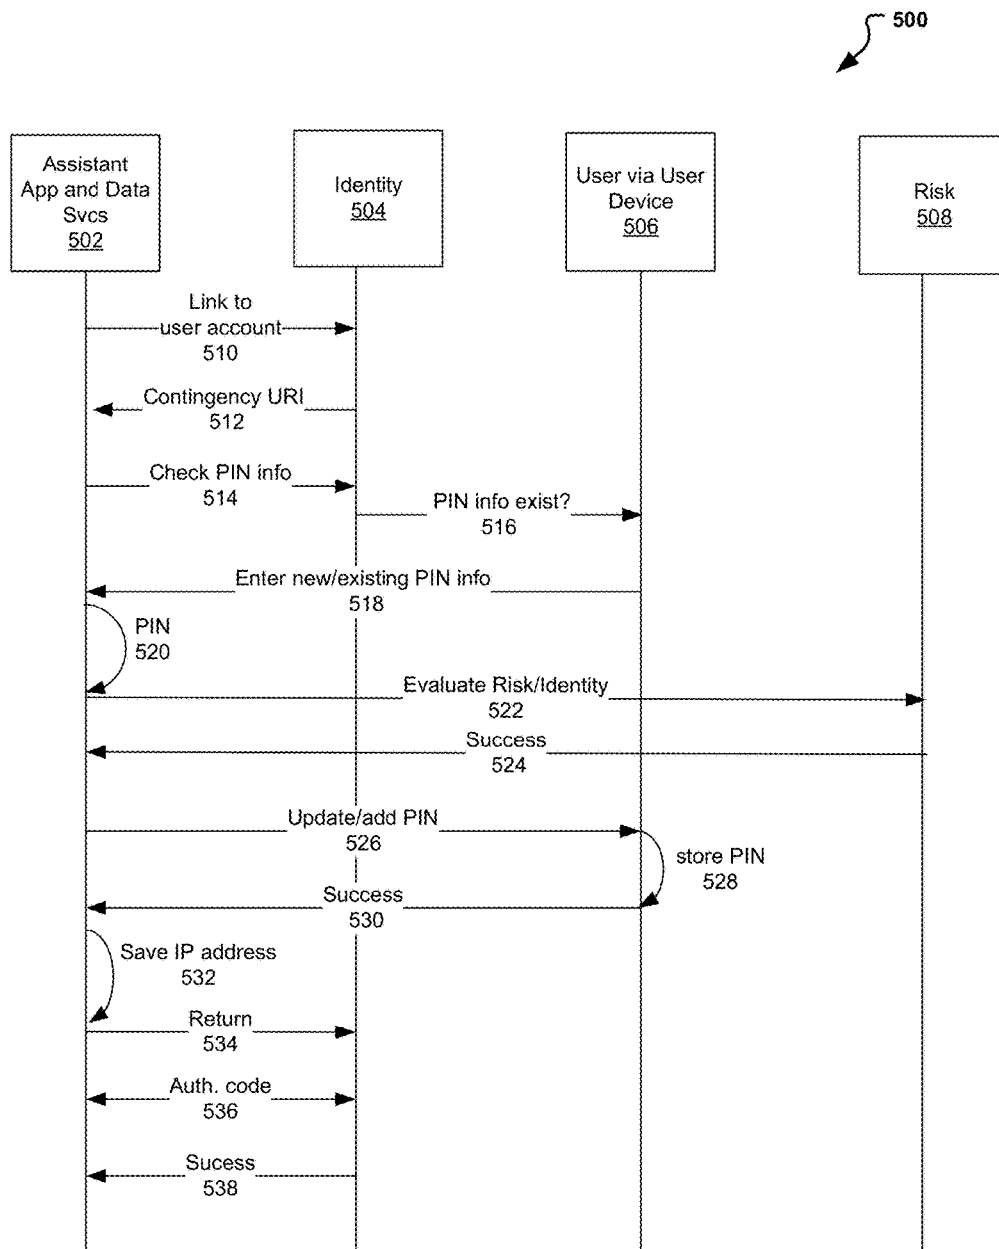 500
Assistant
App and Data
Svcs
502
Identity
504
User via User
Device
506
Risk
508
Link to
user account
510
Contingency URI
512
Check PIN info
514
PIN info exist?
516
Enter new/existing PIN info
518
PIN
520
Evaluate Risk/Identity
522
Success
524
Update/add PIN
526
store PIN
528
Success
530
Save IP address
532
Return
534
Auth. code
536
Sucess
538